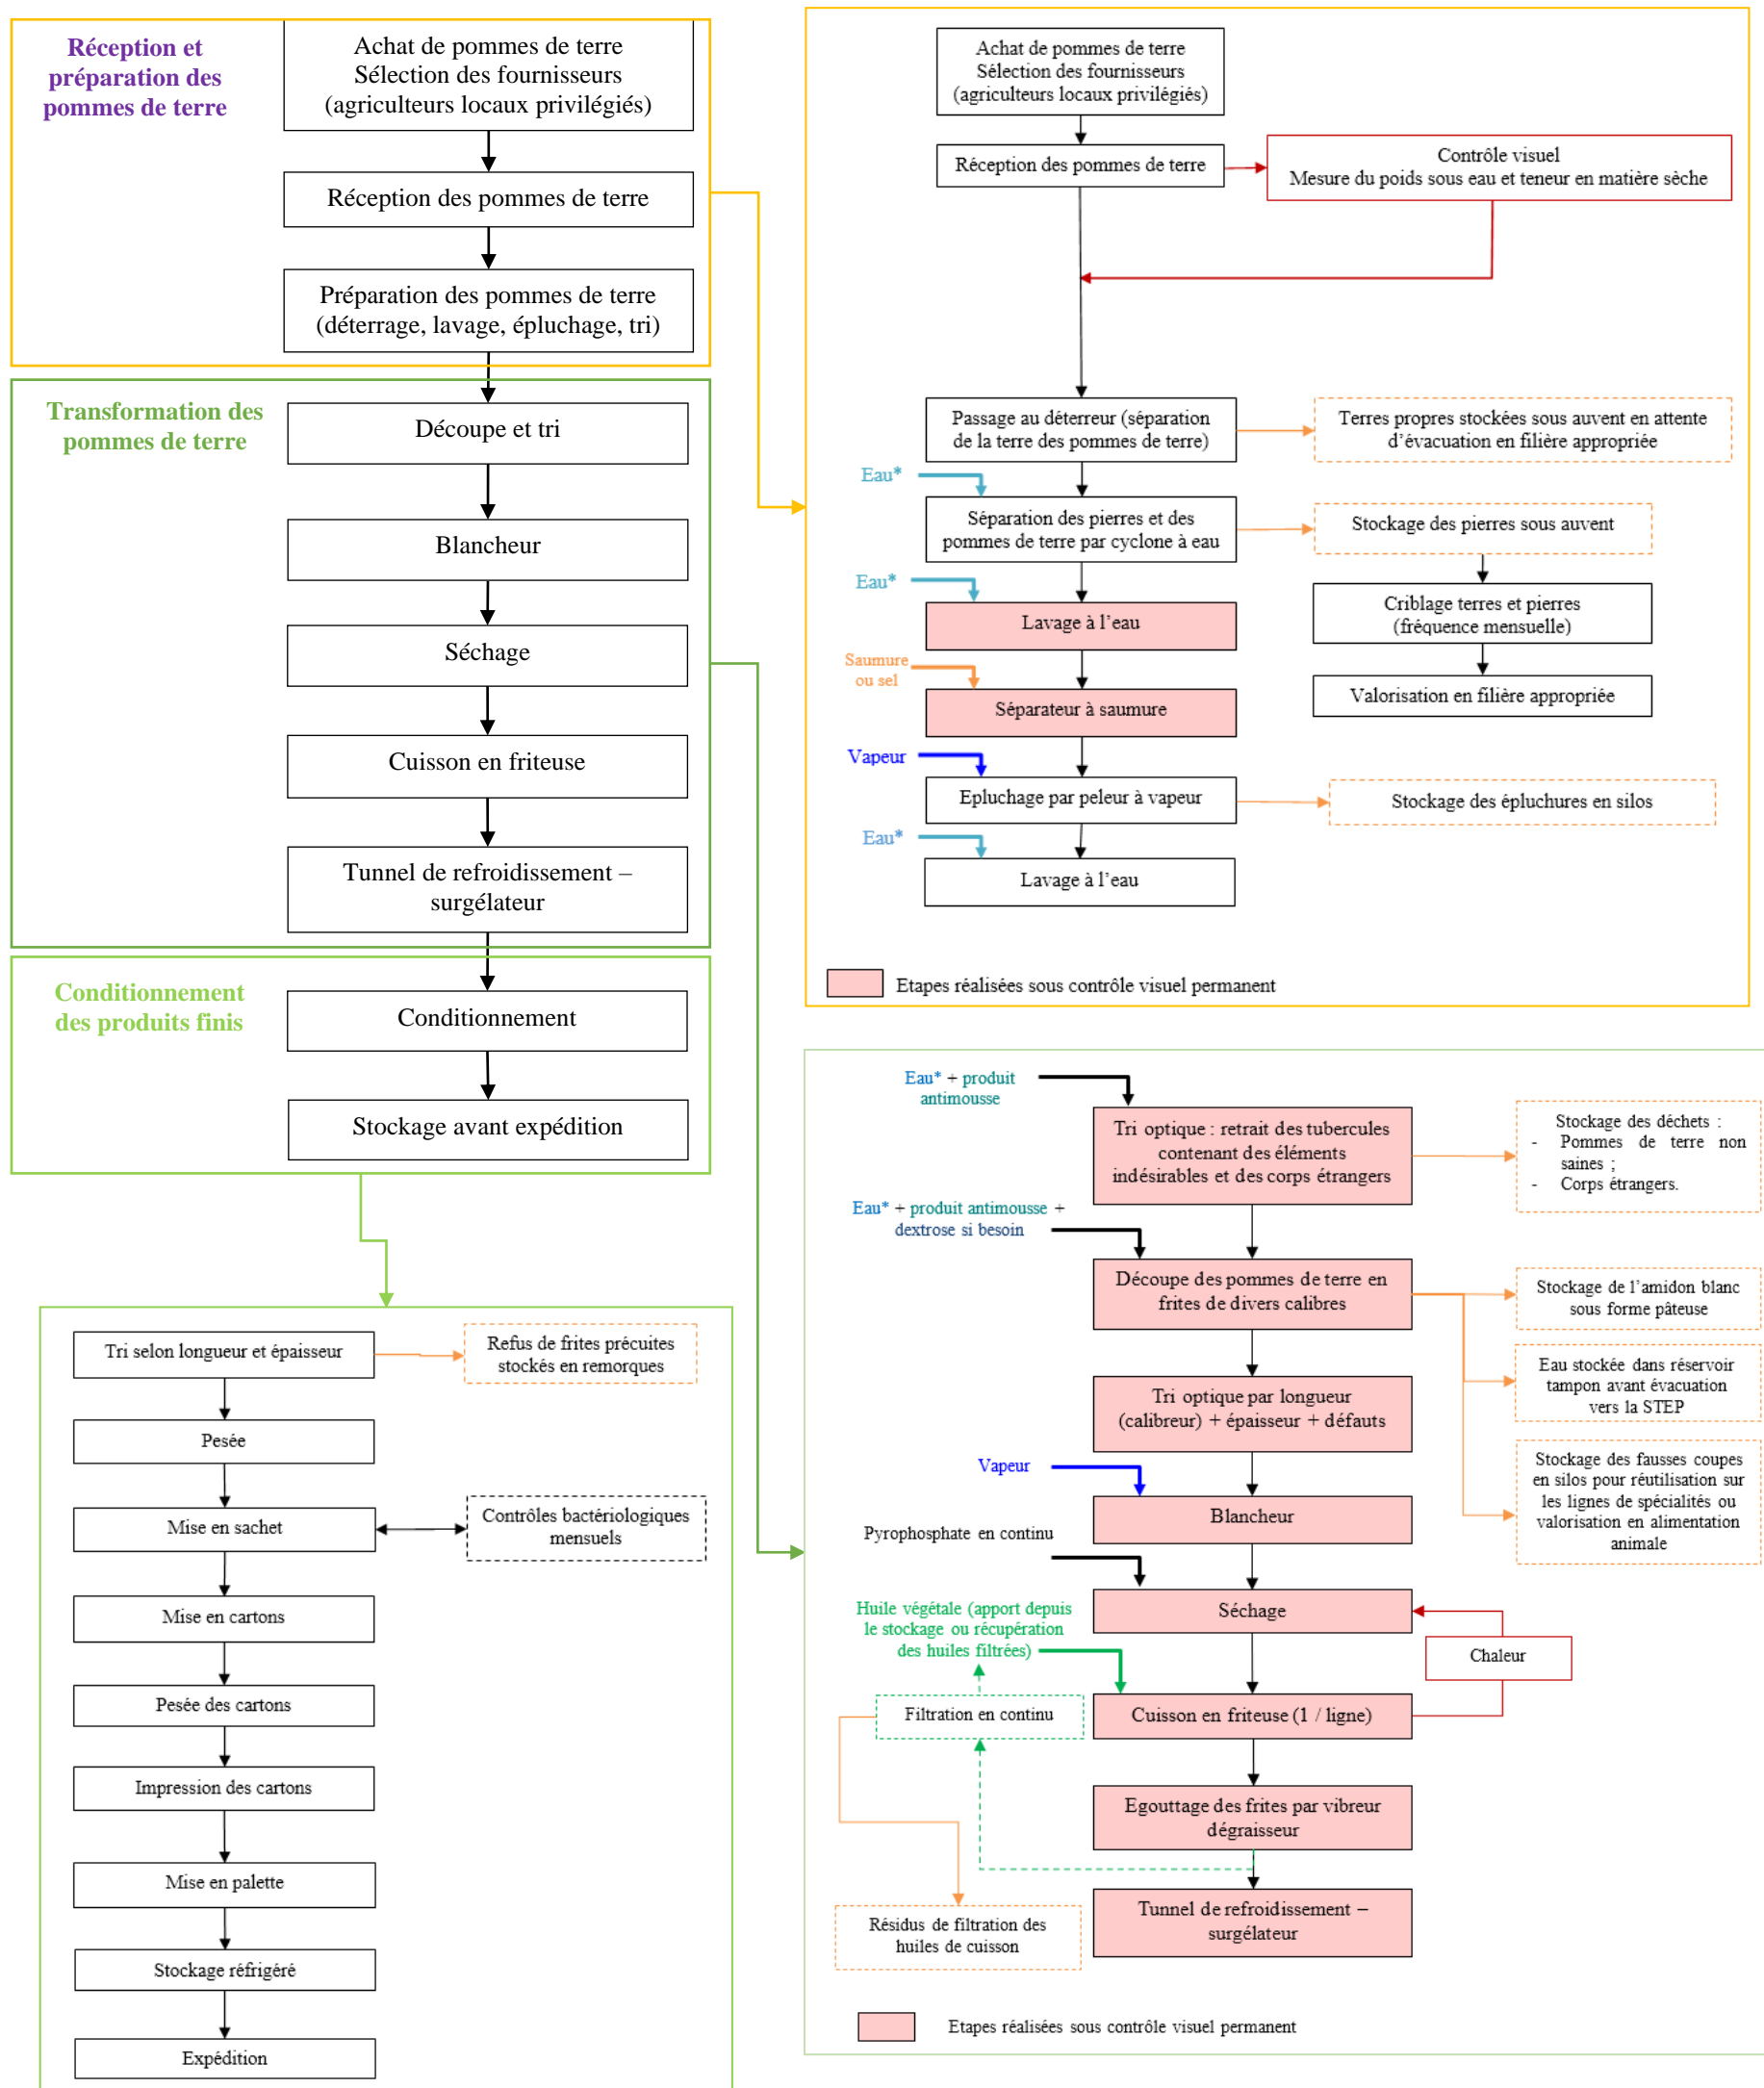 Réception et
préparation des
pommes de terre
Achat de pommes de terre
Sélection des fournisseurs
(agriculteurs locaux privilégiés)
Réception des pommes de terre
Préparation des pommes de terre
(déterrage, lavage, épluchage, tri)
Transformation des
pommes de terre
Découpe et tri
Blancheur
Séchage
Cuisson en friteuse
Tunnel de refroidissement –
surgélateur
Conditionnement
des produits finis
Conditionnement
Stockage avant expédition
Achat de pommes de terre
Sélection des fournisseurs
(agriculteurs locaux privilégiés)
Réception des pommes de terre
Contrôle visuel
Mesure du poids sous eau et teneur en matière sèche
Passage au déterreur (séparation
de la terre des pommes de terre)
Terres propres stockées sous auvent en attente
d’évacuation en filière appropriée
Eau*
Séparation des pierres et des
pommes de terre par cyclone à eau
Stockage des pierres sous auvent
Eau*
Criblage terres et pierres
(fréquence mensuelle)
Lavage à l’eau
Saumure
ou sel
Séparateur à saumure
Valorisation en filière appropriée
Vapeur
Epluchage par peleur à vapeur
Stockage des épluchures en silos
Eau*
Lavage à l’eau
Etapes réalisées sous contrôle visuel permanent
Eau* + produit
antimousse
Tri optique : retrait des tubercules
contenant des éléments
indésirables et des corps étrangers
Stockage des déchets :
- Pommes de terre non
saines ;
- Corps étrangers.
Eau* + produit antimousse +
dextrose si besoin
Découpe des pommes de terre en
frites de divers calibres
Stockage de l’amidon blanc
sous forme pâteuse
Eau stockée dans réservoir
tampon avant évacuation
vers la STEP
Tri optique par longueur
(calibreur) + épaisseur + défauts
Stockage des fausses coupes
en silos pour réutilisation sur
les lignes de spécialités ou
valorisation en alimentation
animale
Vapeur
Blancheur
Pyrophosphate en continu
Séchage
Huile végétale (apport depuis
le stockage ou récupération
des huiles filtrées)
Chaleur
Filtration en continu
Cuisson en friteuse (1 / ligne)
Egouttage des frites par vibreur
dégraisseur
Résidus de filtration des
huiles de cuisson
Tunnel de refroidissement –
surgélateur
Etapes réalisées sous contrôle visuel permanent
Tri selon longueur et épaisseur
Refus de frites précuites
stockés en remorques
Pesée
Mise en sachet
Contrôles bactériologiques
mensuels
Mise en cartons
Pesée des cartons
Impression des cartons
Mise en palette
Stockage réfrigéré
Expédition